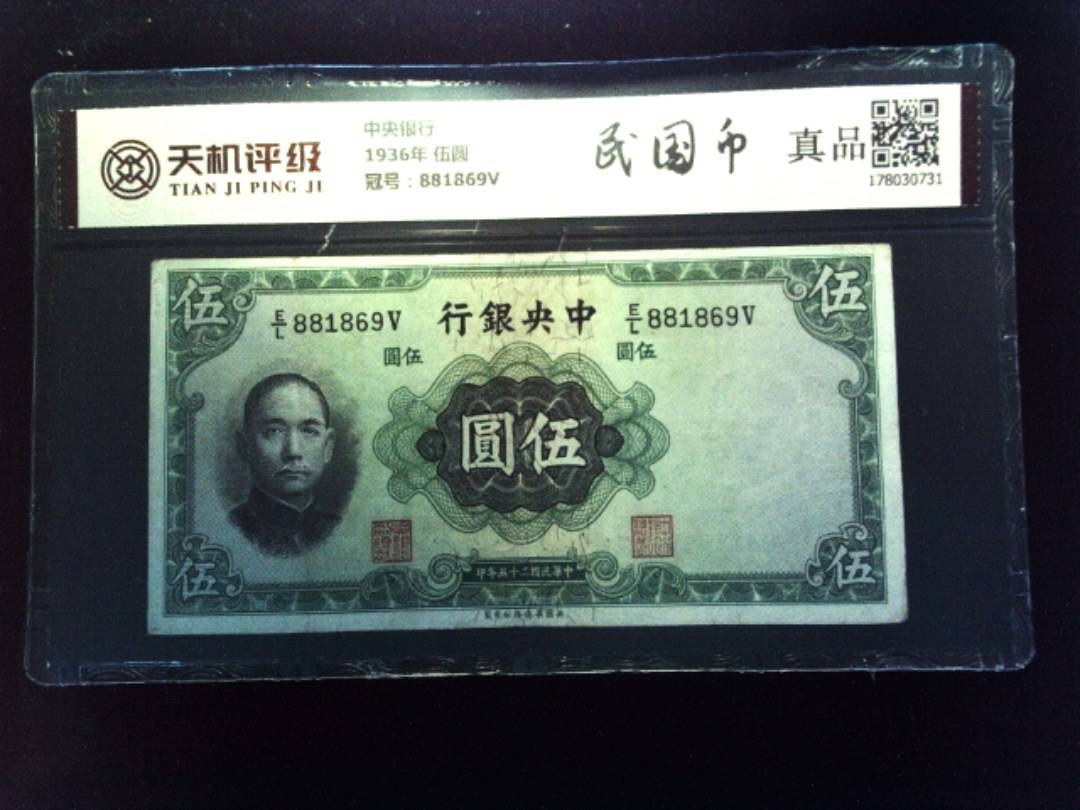 天机评级
TIAN JI PING JI
中央银行
1936年 伍圆
冠号：881869V
民国币
真品
178030731
伍
伍
E/L 881869V
行銀央中
E/L 881869V
圓伍
圓伍
圓伍
伍
伍
印年五十二國民華中